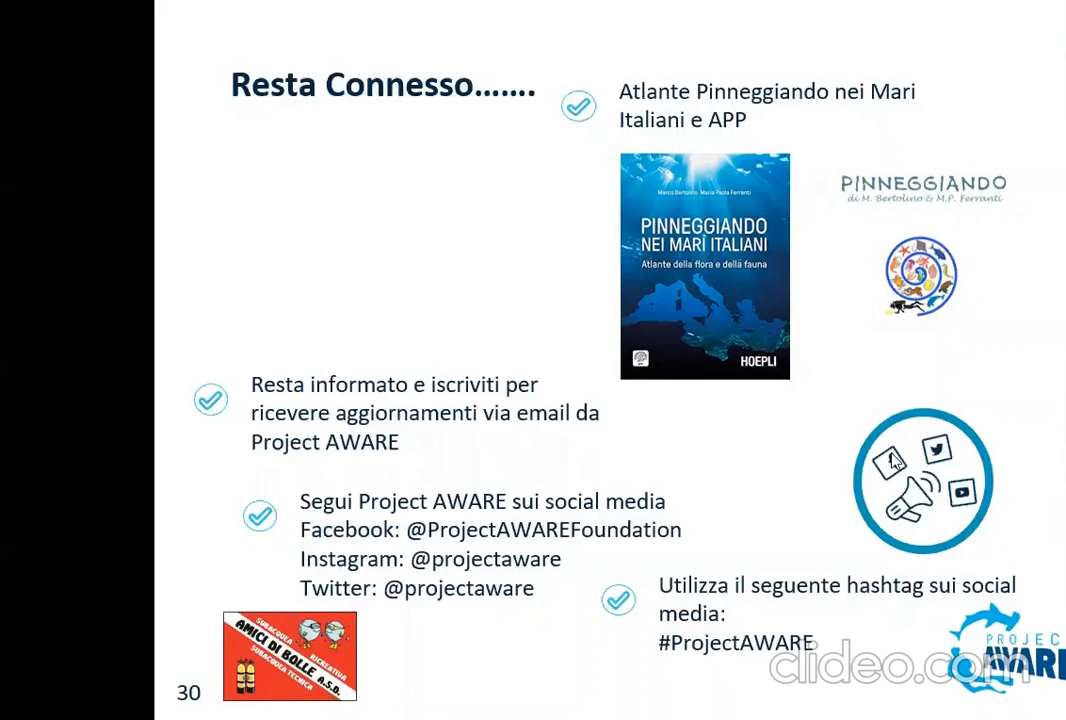 Resta Connesso.......
Atlante Pinneggiando nei Mari
Italiani e APP
Marco Bertolino Maria Paola Ferranti
PINNEGGIANDO
NEI MARI ITALIANI
Atlante della flora e della fauna
HOEPLI
PINNEGGIANDO
di M. Bertolino & M.P. Ferranti
Resta informato e iscriviti per
ricevere aggiornamenti via email da
Project AWARE
Segui Project AWARE sui social media
Facebook: @ProjectAWAREFoundation
Instagram: @projectaware
Twitter: @projectaware
Utilizza il seguente hashtag sui social
media:
#ProjectAWARE
SUBACQUEA
RICREATIVA
AMICI DI BOLLE A.S.D.
SUBACQUEA TECNICA
PROJEC
AWARE
clideo.com
30